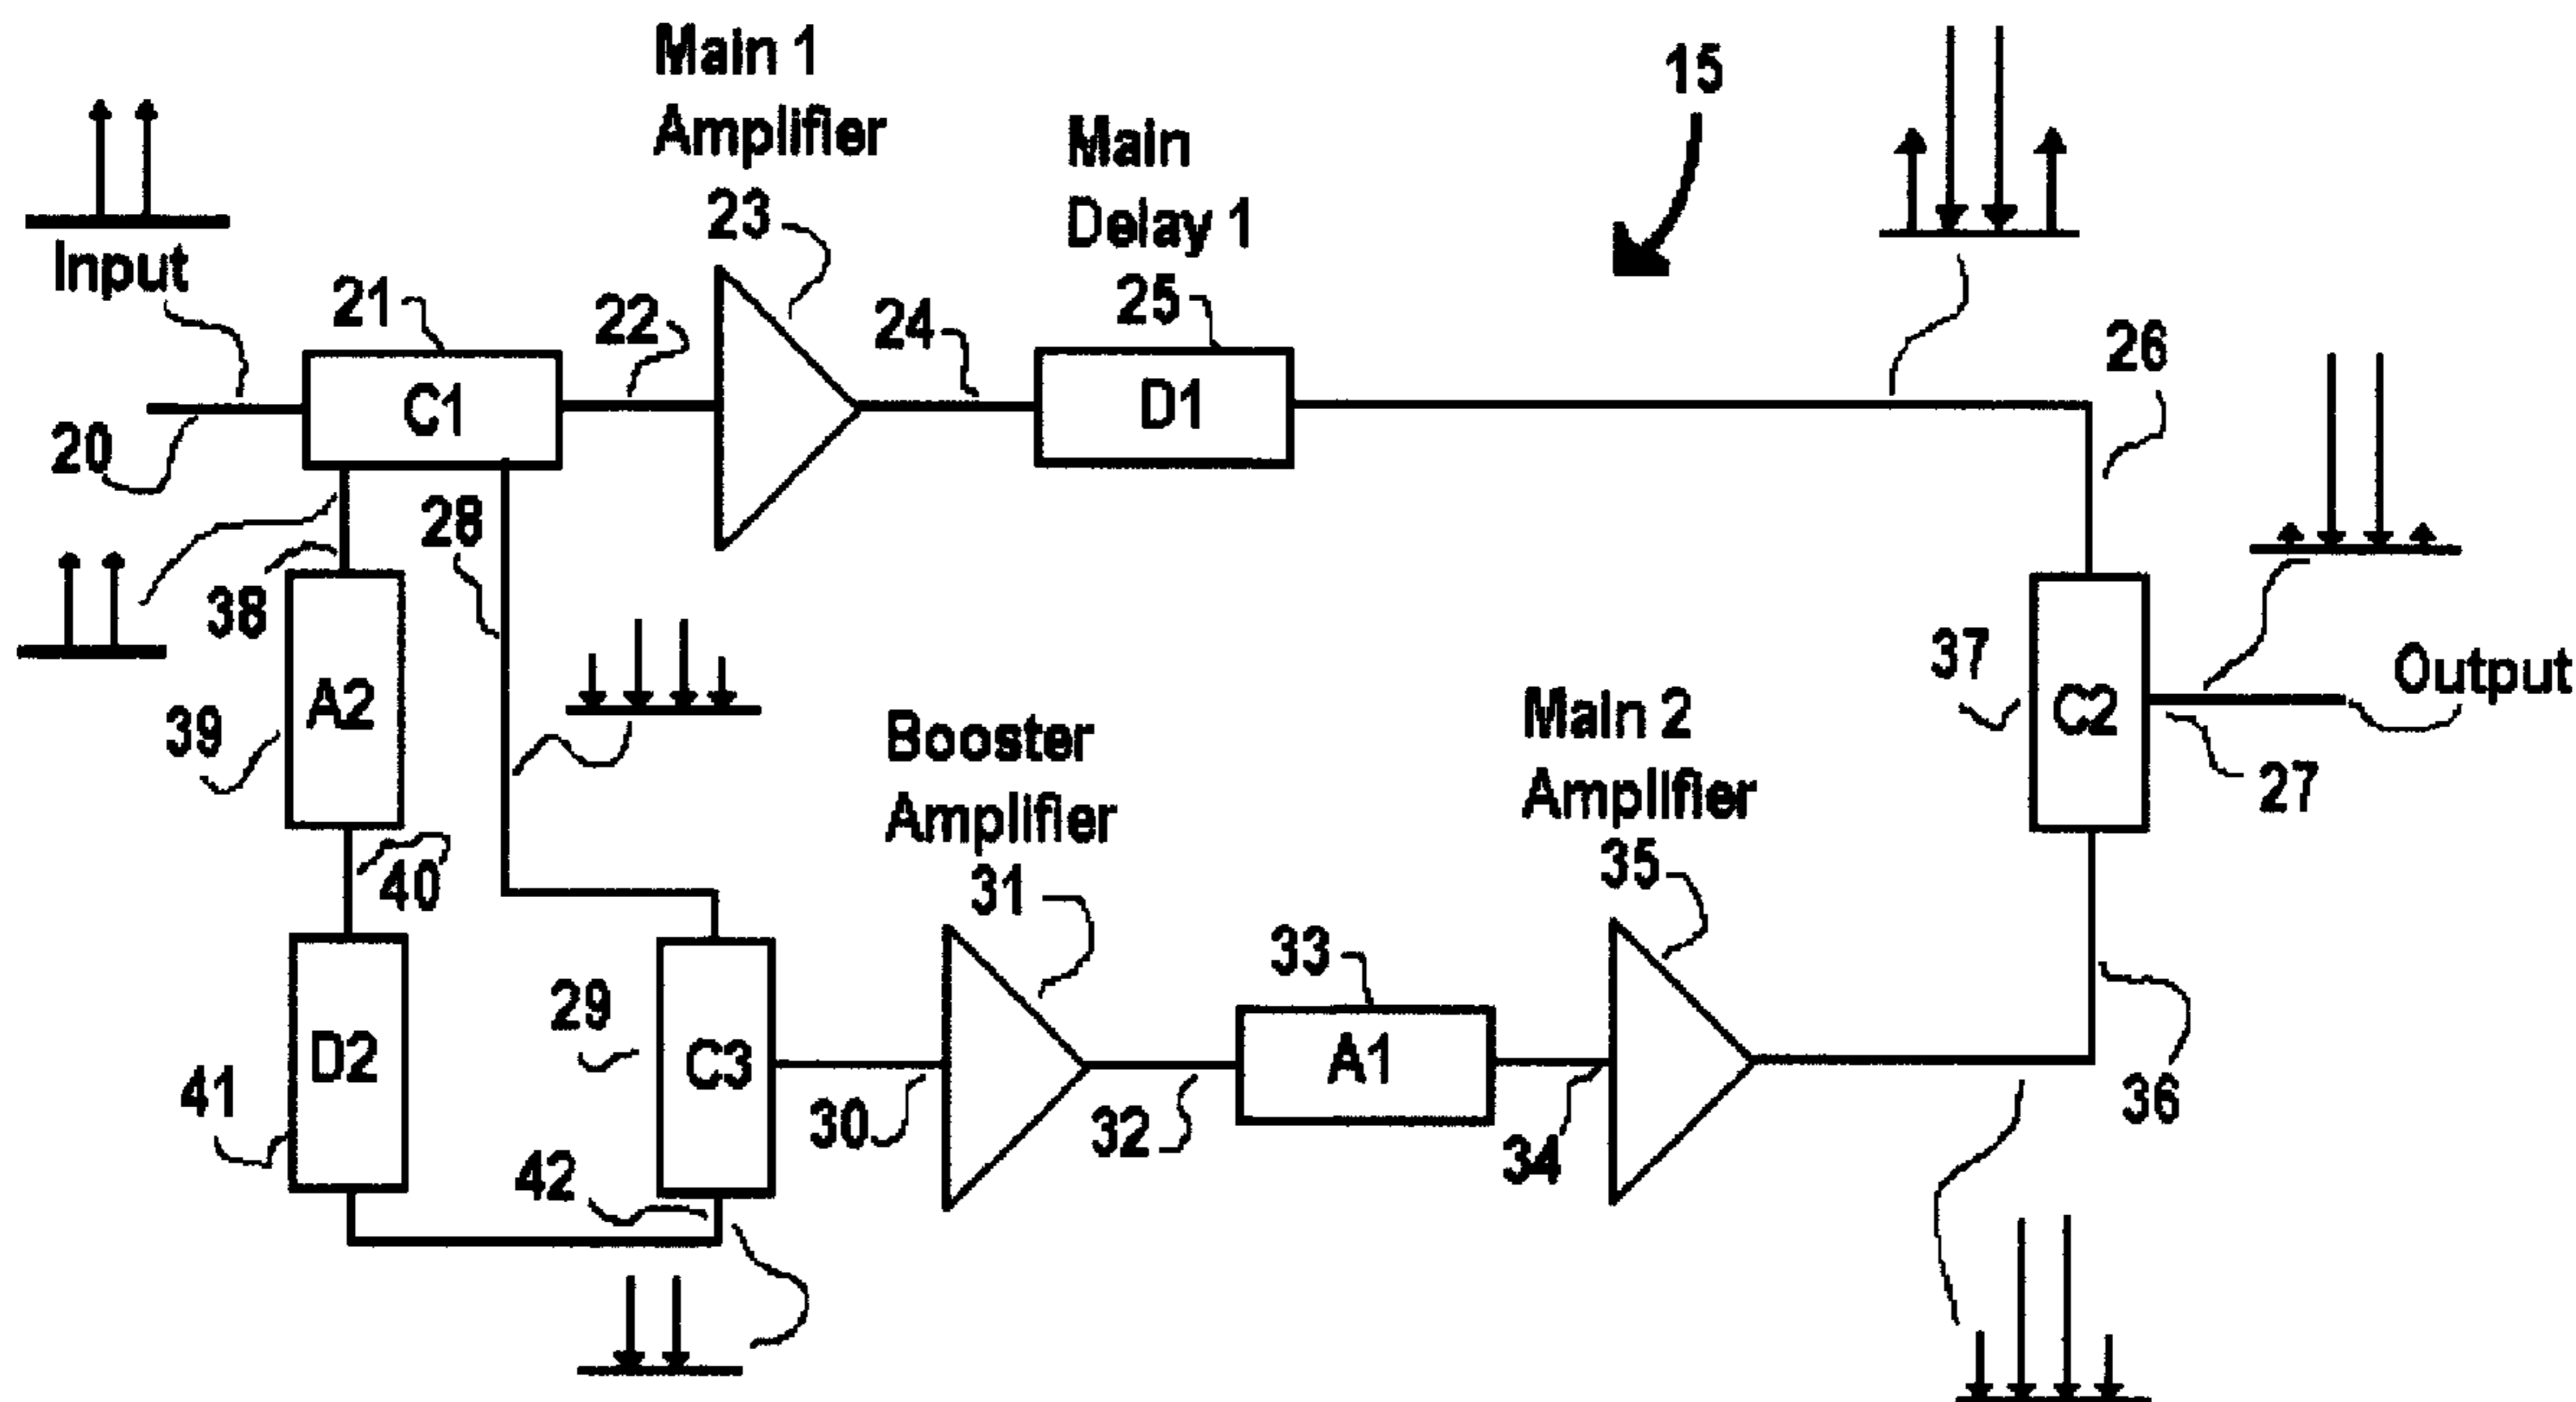 Main 1
Amplifier
23
Main
Delay 1
25
15
Input
21
22
24
26
20
C1
D1
28
38
A2
39
40
37
C2
Output
27
Booster
Amplifier
31
Main 2
Amplifier
35
33
29
C3
A1
D2
41
30
32
34
36
42